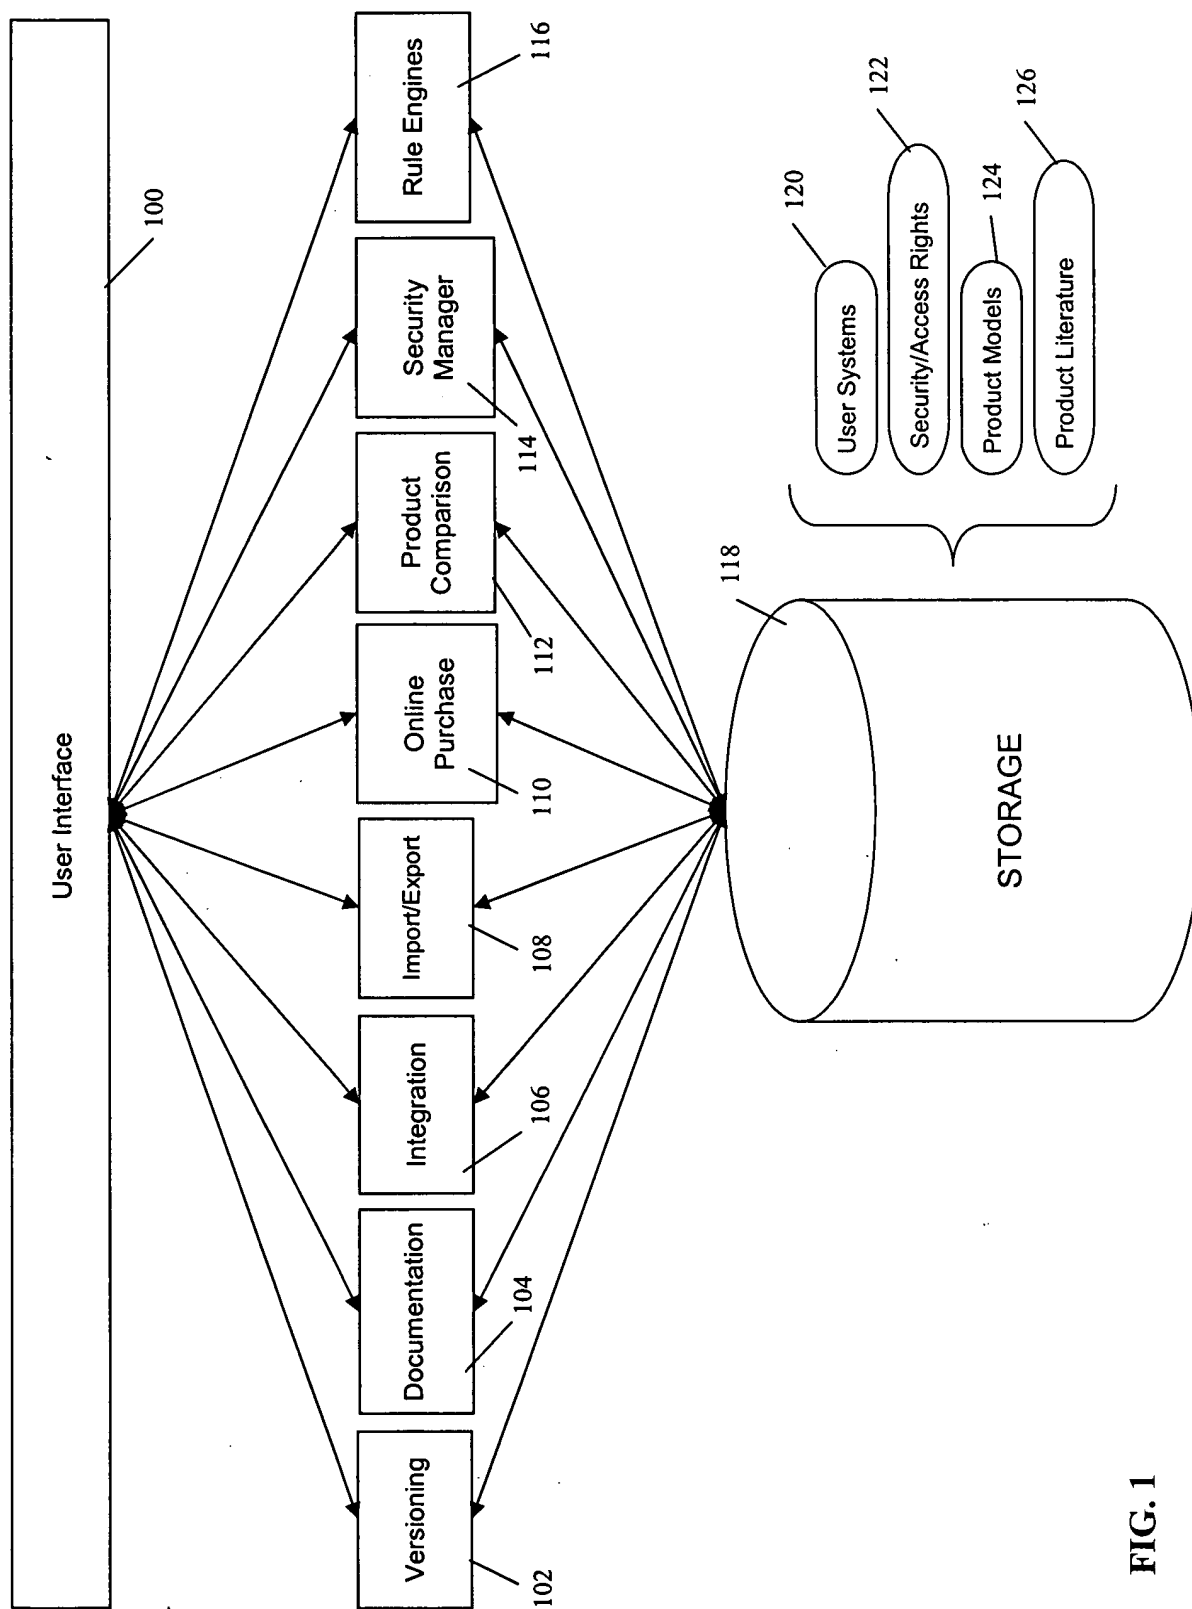 User Interface
100
Versioning
Documentation
Integration
Import/Export
Online
Purchase
Product
Comparison
Security
Manager
Rule Engines
102
104
106
108
110
112
114
116
118
STORAGE
User Systems
120
Security/Access Rights
122
Product Models
124
Product Literature
126
FIG. 1